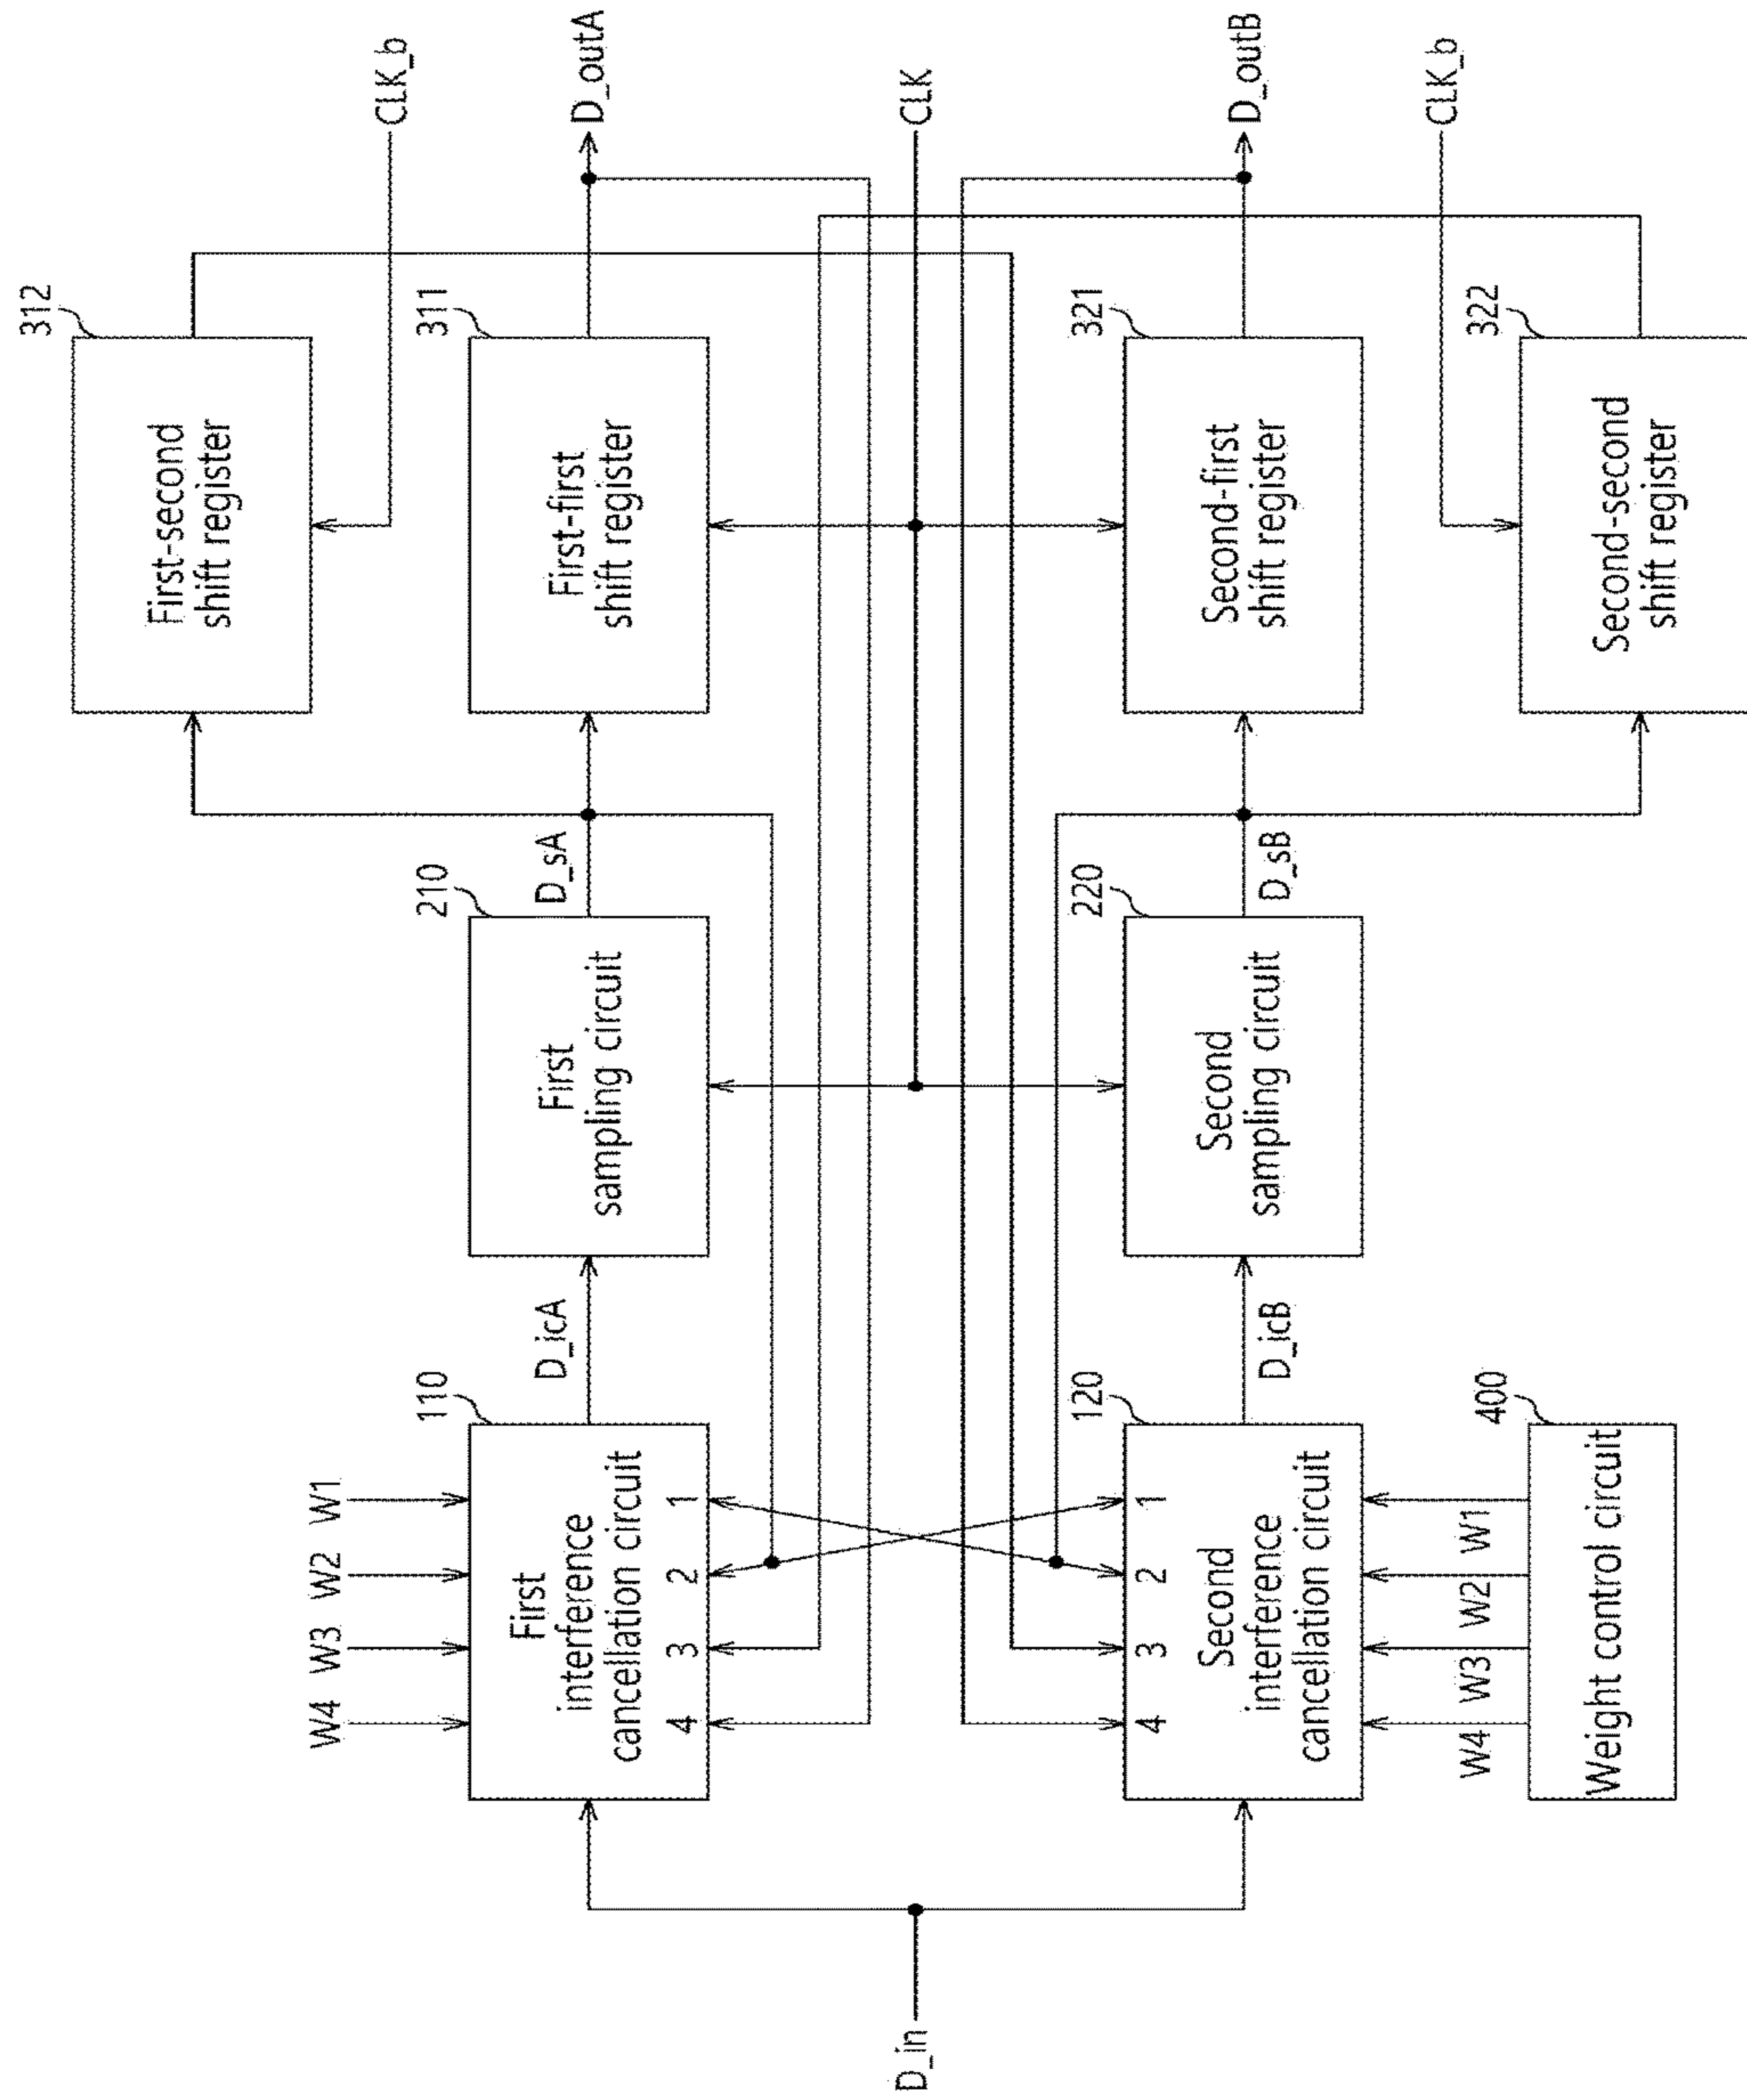 312
First-second
shift register
CLK_b
W4
W3
W2
W1
110
First
interference
cancellation circuit
4
3
2
1
D_icA
210
First
sampling circuit
D_sA
311
First-first
shift register
D_outA
D_in
CLK
120
4
3
2
1
Second
interference
cancellation circuit
D_icB
220
Second
sampling circuit
D_sB
321
Second-first
shift register
D_outB
W4
W3
W2
W1
400
Weight control circuit
322
Second-second
shift register
CLK_b